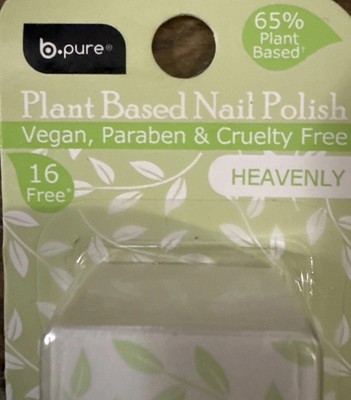 b.pure®
65%
Plant
Based†
Plant Based Nail Polish
Vegan, Paraben & Cruelty Free
16
Free*
HEAVENLY